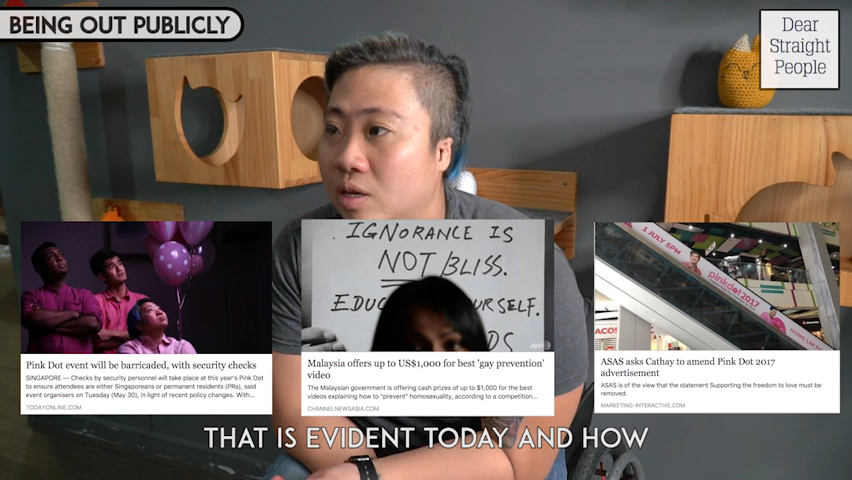 BEING OUT PUBLICLY
Dear
Straight
People
IGNORANCE IS
NOT BLISS.
EDUC URSELF.
DS
Pink Dot event will be barricaded, with security checks
SINGAPORE — Checks by security personnel will take place at this year's Pink Dot
to ensure attendees are either Singaporeans or permanent residents (PRs), said
event organisers on Tuesday (May 30), in light of recent policy changes. With...
TODAYONLINE.COM
Malaysia offers up to US$1,000 for best 'gay prevention'
video
The Malaysian government is offering cash prizes of up to $1,000 for the best
videos explaining how to "prevent" homosexuality, according to a competition...
CHANNELNEWSASIA.COM
1 JULY 5PM
pinkdot2017
ASAS asks Cathay to amend Pink Dot 2017
advertisement
ASAS is of the view that the statement Supporting the freedom to love must be
removed.
MARKETING-INTERACTIVE.COM
THAT IS EVIDENT TODAY AND HOW